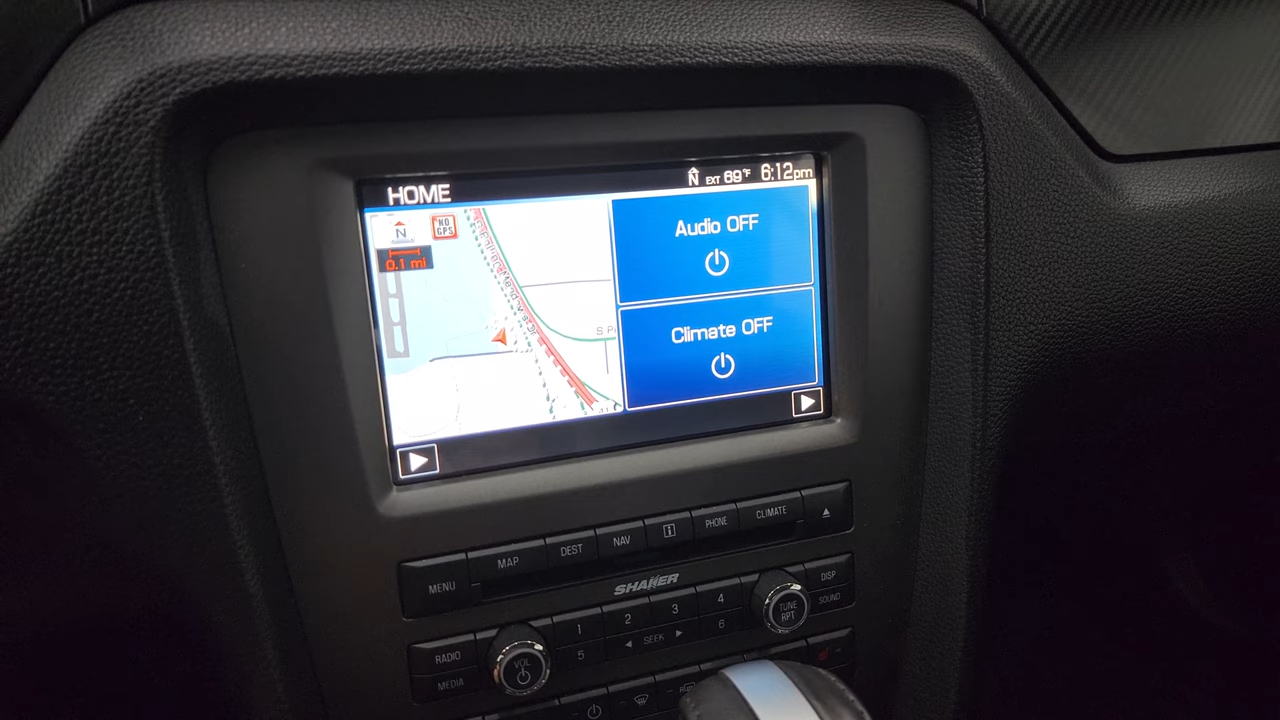 HOME
N EXT 69°F 6:12pm
N
NO
GPS
0.1 mi
Audio OFF
Climate OFF
MENU
MAP
DEST
NAV
i
PHONE
CLIMATE
SHAKER
RADIO
MEDIA
VOL
1
2
3
4
5
SEEK
6
TUNE
RPT
DISP
SOUND